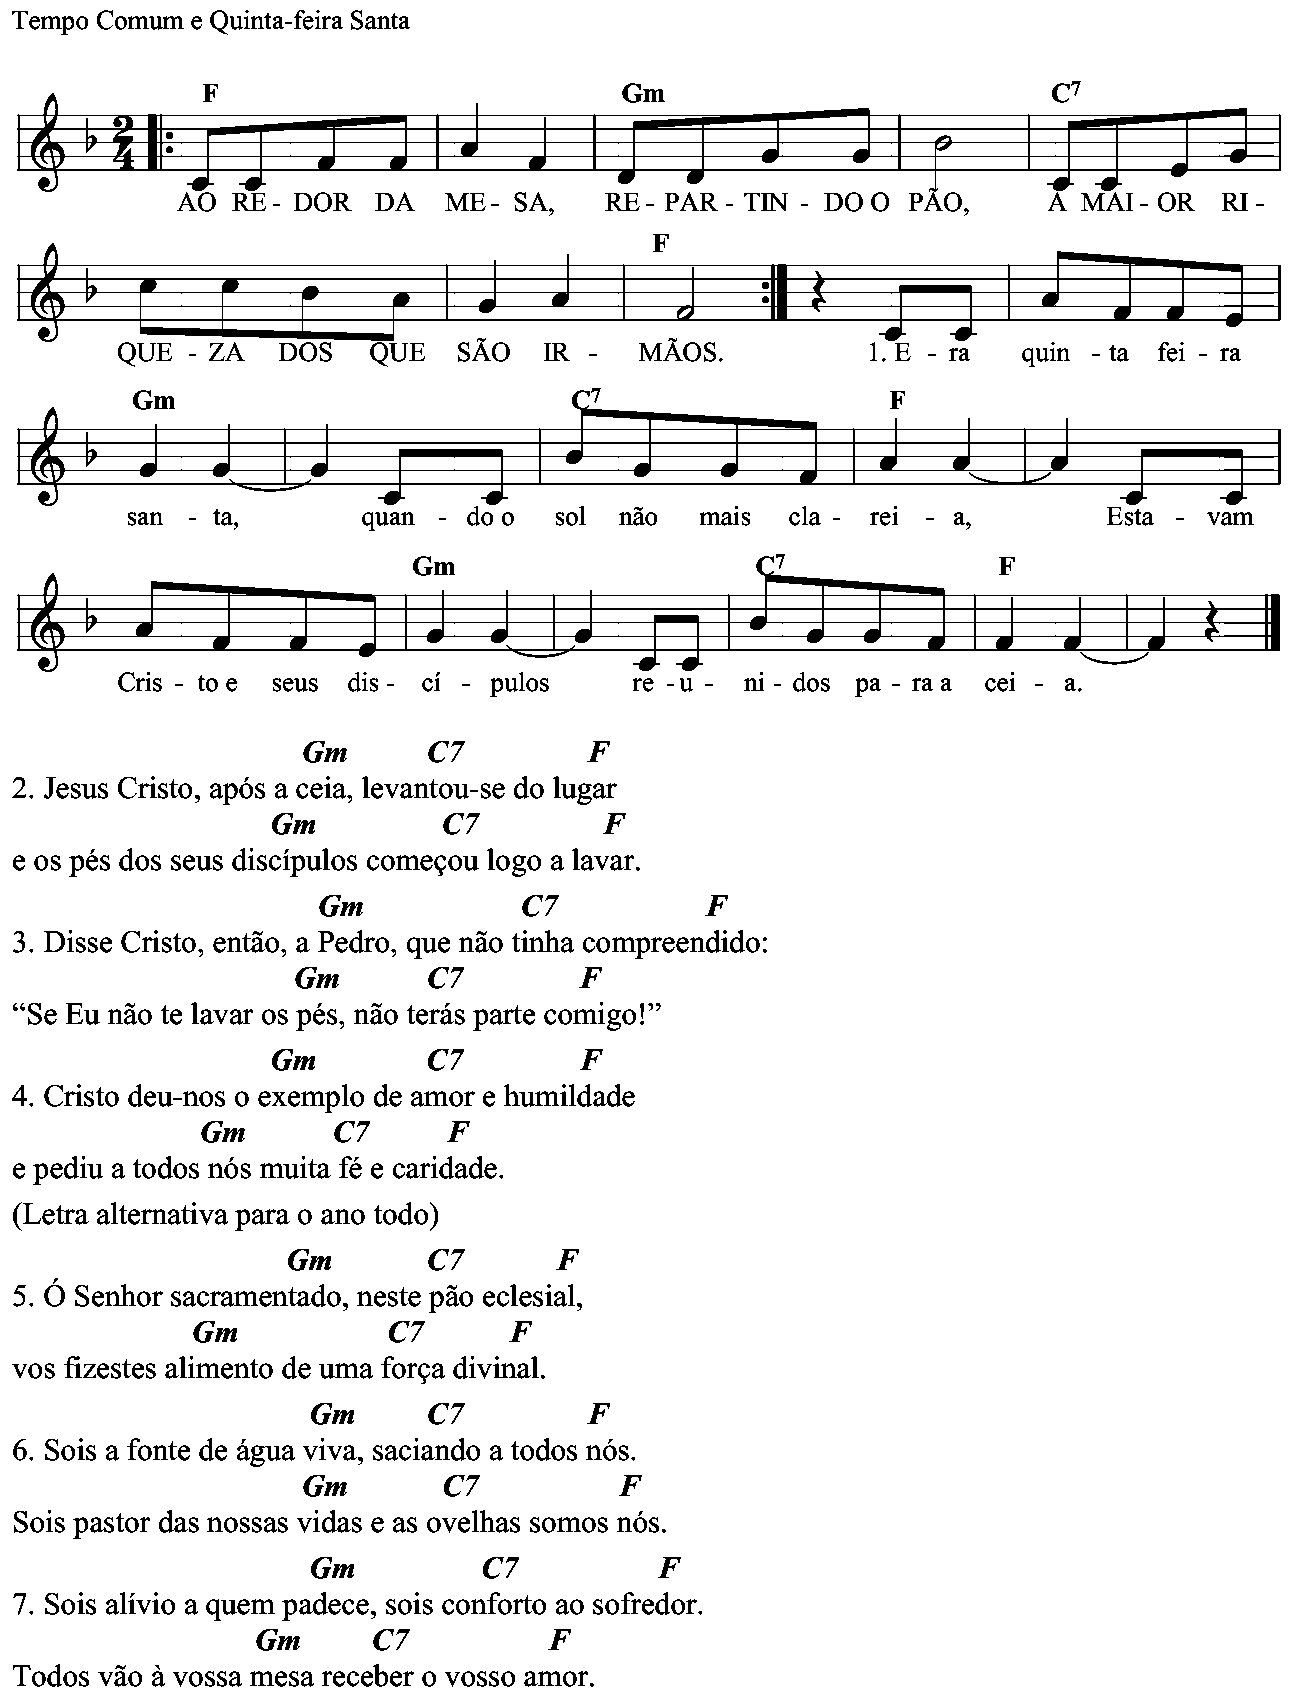 Tempo Comum e Quinta-feira Santa
F Gm C7
2 4
AO RE - DOR DA ME - SA, RE - PAR - TIN - DO O PÃO, A MAI - OR RI -
F
QUE - ZA DOS QUE SÃO IR - MÃOS. 1. E - ra quin - ta fei - ra
Gm C7 F
san - ta, quan - do o sol não mais cla - rei - a, Esta - vam
Gm C7 F
Cris - to e seus dis - cí - pulos re - u - ni - dos pa - ra a cei - a.
Gm C7 F
2. Jesus Cristo, após a ceia, levantou-se do lugar
Gm C7 F
e os pés dos seus discípulos começou logo a lavar.
Gm C7 F
3. Disse Cristo, então, a Pedro, que não tinha compreendido:
Gm C7 F
“Se Eu não te lavar os pés, não terás parte comigo!”
Gm C7 F
4. Cristo deu-nos o exemplo de amor e humildade
Gm C7 F
e pediu a todos nós muita fé e caridade.
(Letra alternativa para o ano todo)
Gm C7 F
5. Ó Senhor sacramentado, neste pão eclesial,
Gm C7 F
vos fizestes alimento de uma força divinal.
Gm C7 F
6. Sois a fonte de água viva, saciando a todos nós.
Gm C7 F
Sois pastor das nossas vidas e as ovelhas somos nós.
Gm C7 F
7. Sois alívio a quem padece, sois conforto ao sofredor.
Gm C7 F
Todos vão à vossa mesa receber o vosso amor.